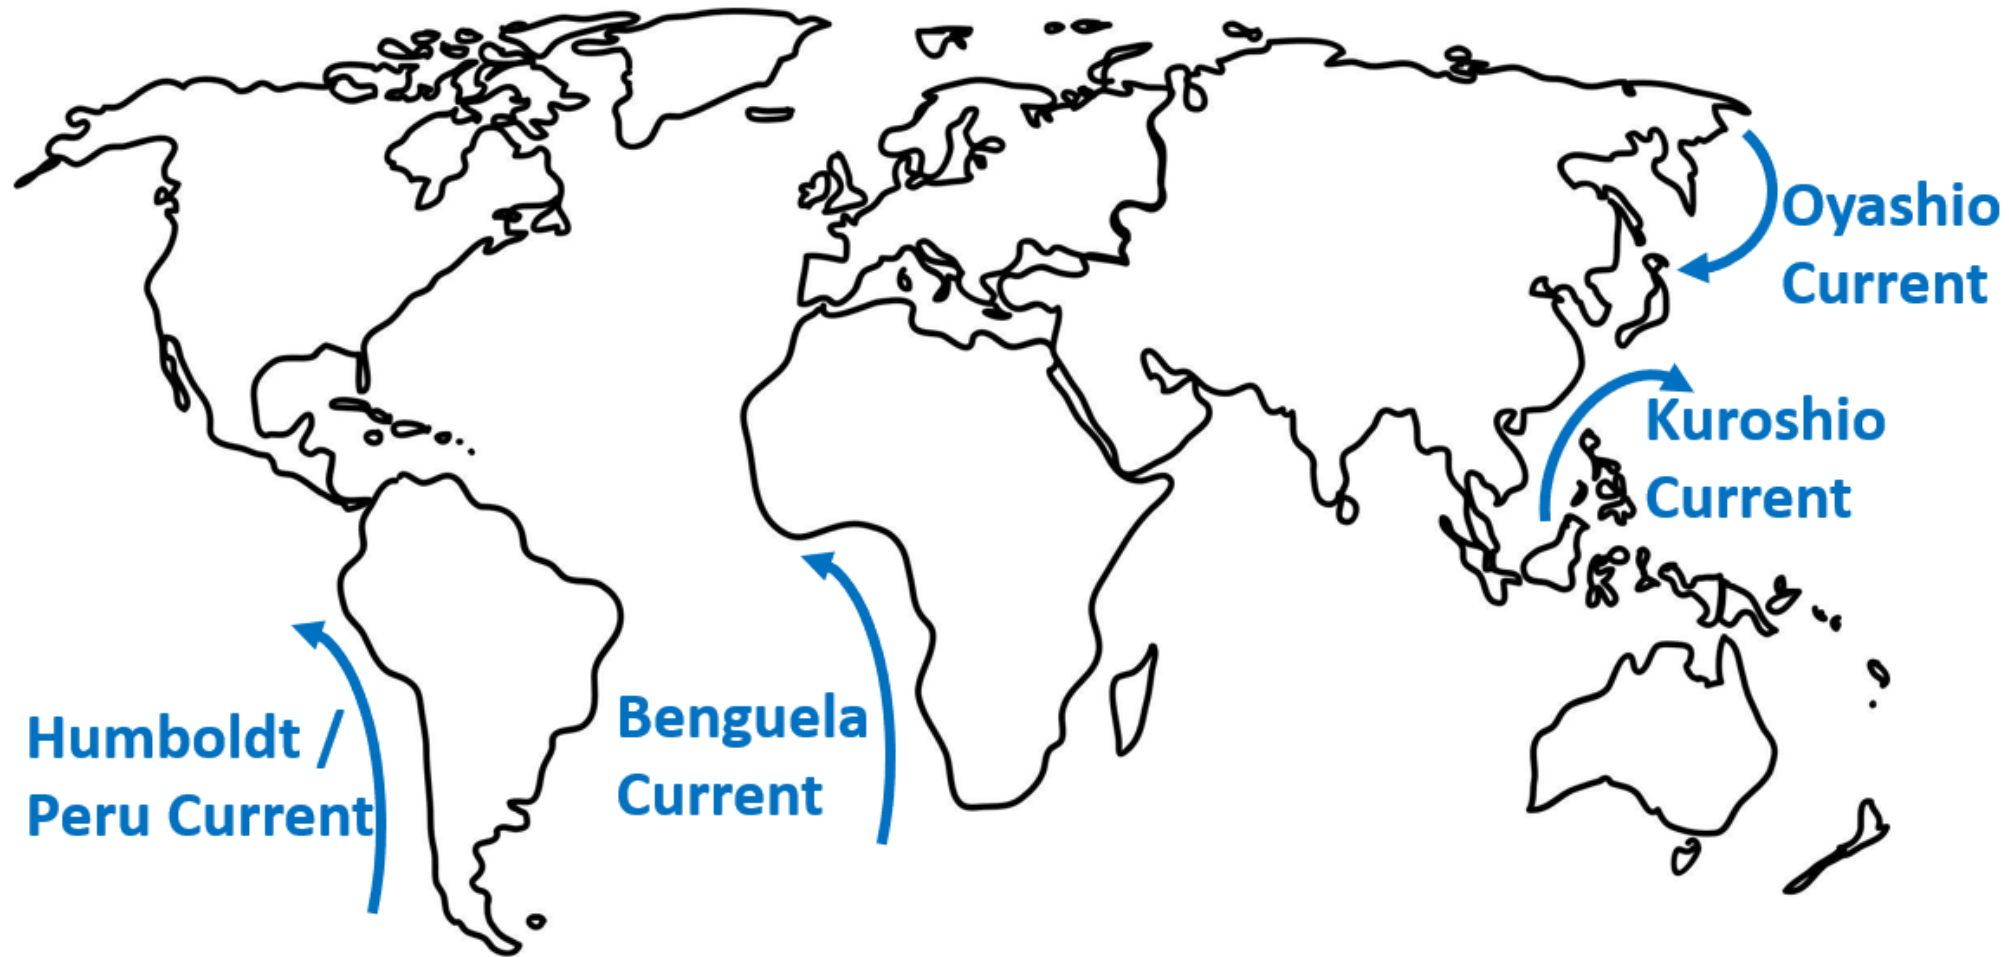 Oyashio
Current
Kuroshio
Current
Benguela
Current
Humboldt /
Peru Current